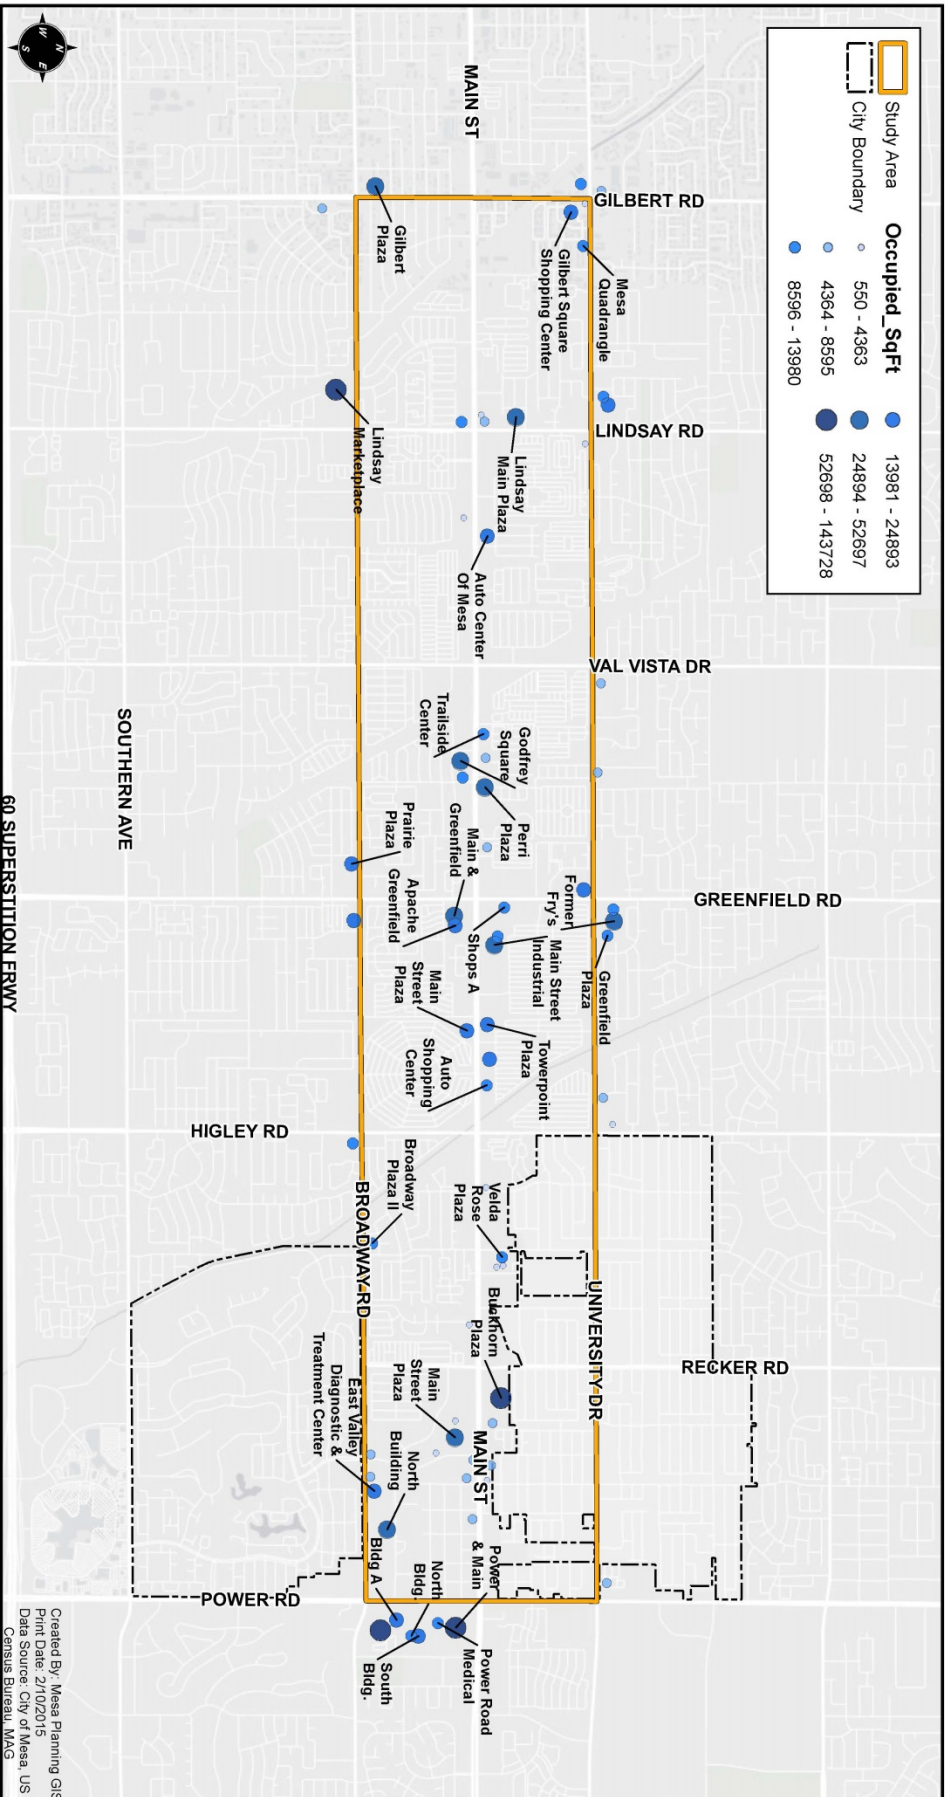 Study Area
City Boundary
Occupied_SqFt
550 - 4363
4364 - 8595
8596 - 13980
13981 - 24893
24894 - 52697
52698 - 143728
N
W
E
S
MAIN ST
GILBERT RD
Gilbert
Plaza
Gilbert Square
Shopping Center
Mesa
Quadrangle
LINDSAY RD
Lindsay
Marketplace
Lindsay
Main Plaza
Auto Center
Of Mesa
VAL VISTA DR
SOUTHERN AVE
60 SUPERSTITION FRWY
Trailside
Center
Godfrey
Square
Perri
Plaza
Main &
Greenfield
Prairie
Plaza
Apache
Greenfield
GREENFIELD RD
Former
Fry's
Shops A
Main Street
Industrial
Greenfield
Plaza
Main
Street
Plaza
Towerpoint
Plaza
Auto
Shopping
Center
HIGLEY RD
Broadway
Plaza II
BROADWAY RD
Velda
Rose
Plaza
UNIVERSITY DR
Buckhorn
Plaza
RECKER RD
Main
Street
Plaza
MAIN ST
East Valley
Diagnostic &
Treatment Center
North
Building
Bldg A
North
Bldg.
Power
& Main
POWER RD
Power Road
Medical
South
Bldg.
Created By: Mesa Planning GIS
Print Date: 2/10/2015
Data Source: City of Mesa, US
Census Bureau, MAG